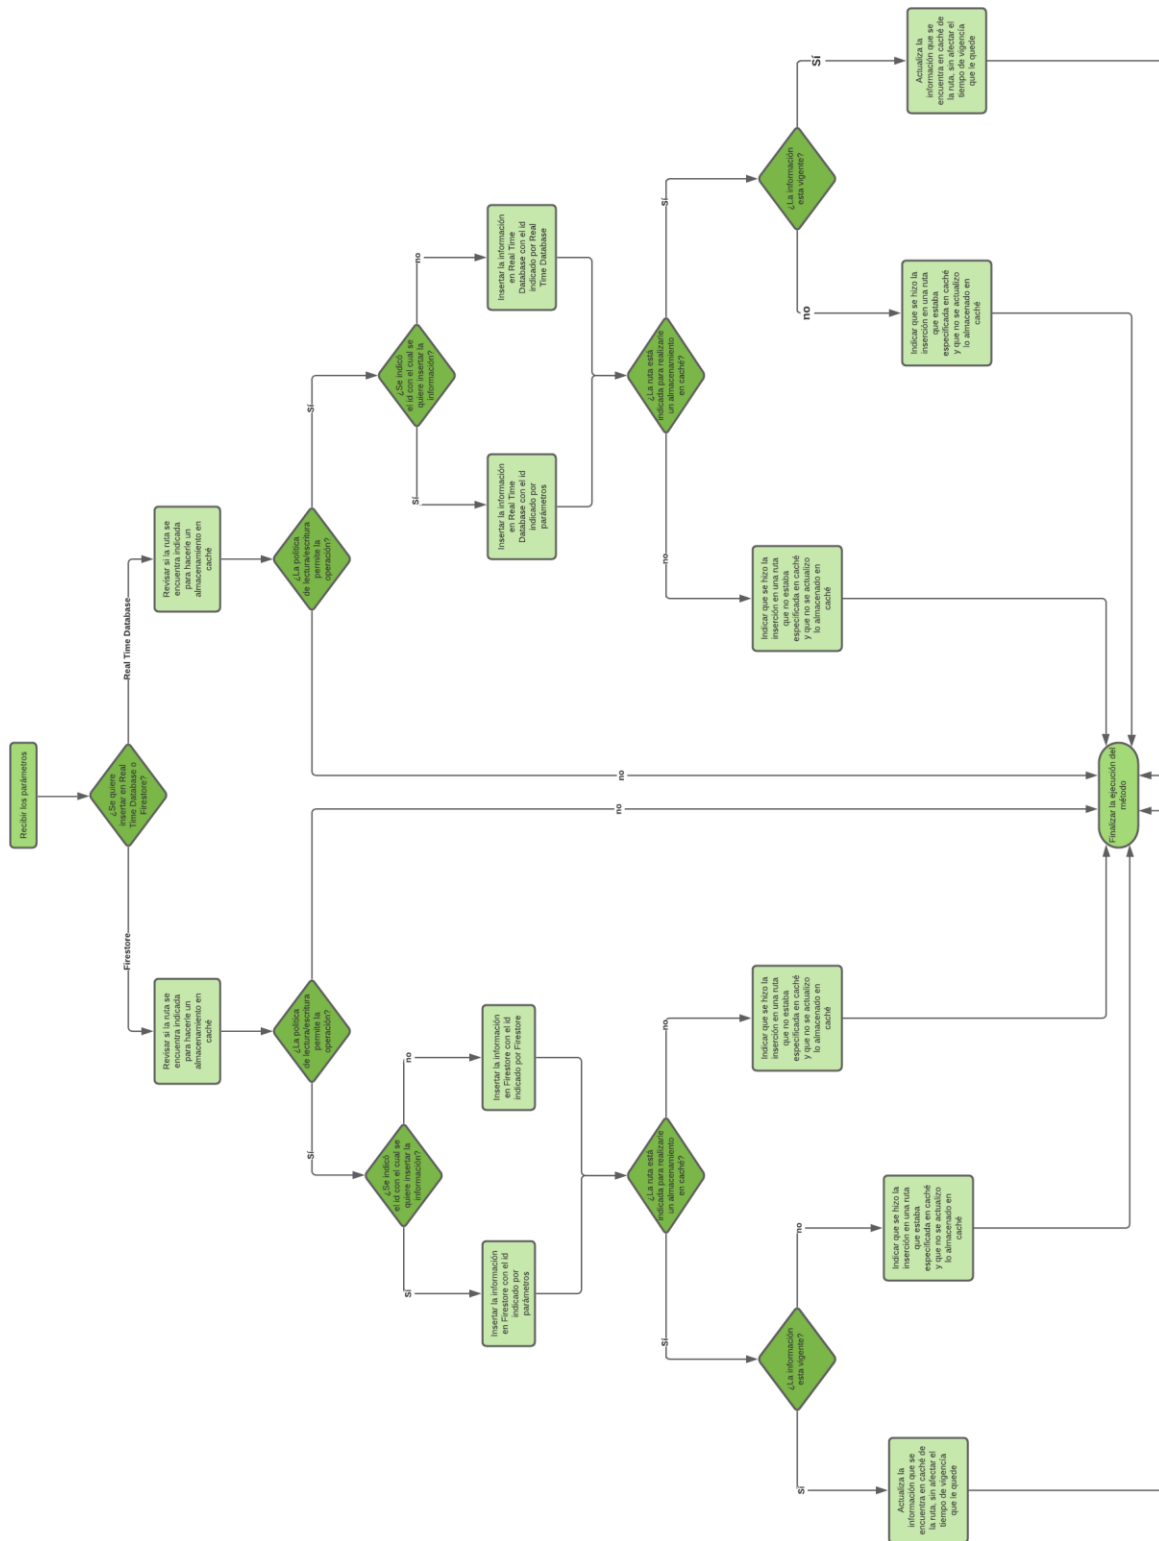 Recibir los parámetros
¿Se quiere
insertar en Real
Time Database o
Firestore?
Firestore
Real Time Database
Revisar si la ruta se
encuentra indicada
para hacerle un
almacenamiento en
caché
Revisar si la ruta se
encuentra indicada
para hacerle un
almacenamiento en
caché
¿La política
de lectura/escritura
permite la
operación?
¿La política
de lectura/escritura
permite la
operación?
Sí
no
no
Sí
¿Se indicó
el id con el cual se
quiere insertar la
información?
¿Se indicó
el id con el cual se
quiere insertar la
información?
Sí
no
Sí
no
Insertar la información
en Firestore con el id
indicado por
parámetros
Insertar la información
en Firestore con el id
indicado por Firestore
Insertar la información
en Real Time
Database con el id
indicado por
parámetros
Insertar la información
en Real Time
Database con el id
indicado por Real
Time Database
¿La ruta está
indicada para realizarle
un almacenamiento
en caché?
¿La ruta está
indicada para realizarle
un almacenamiento
en caché?
Sí
no
no
Sí
Indicar que se hizo la
inserción en una ruta
que no estaba
especificada en caché
y que no se actualizo
lo almacenado en
caché
Indicar que se hizo la
inserción en una ruta
que no estaba
especificada en caché
y que no se actualizo
lo almacenado en
caché
¿La información
esta vigente?
¿La información
esta vigente?
Sí
no
no
Sí
Actualiza la
información que se
encuentra en caché de
la ruta, sin afectar el
tiempo de vigencia
que le quede
Indicar que se hizo la
inserción en una ruta
que estaba
especificada en caché
y que no se actualizo
lo almacenado en
caché
Indicar que se hizo la
inserción en una ruta
que estaba
especificada en caché
y que no se actualizo
lo almacenado en
caché
Actualiza la
información que se
encuentra en caché de
la ruta, sin afectar el
tiempo de vigencia
que le quede
Finalizar la ejecución del
método